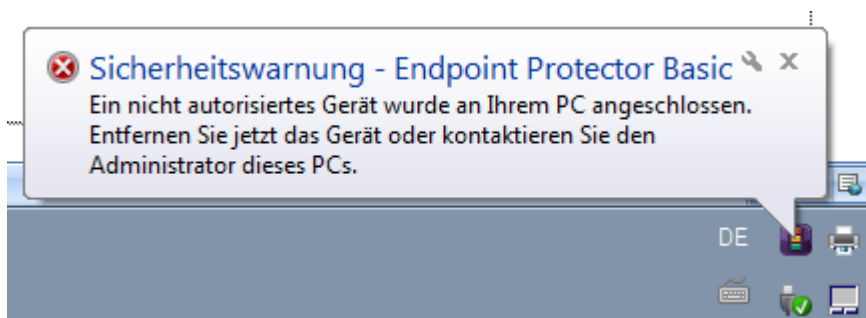 Sicherheitswarnung - Endpoint Protector Basic
Ein nicht autorisiertes Gerät wurde an Ihrem PC angeschlossen.
Entfernen Sie jetzt das Gerät oder kontaktieren Sie den
Administrator dieses PCs.
DE